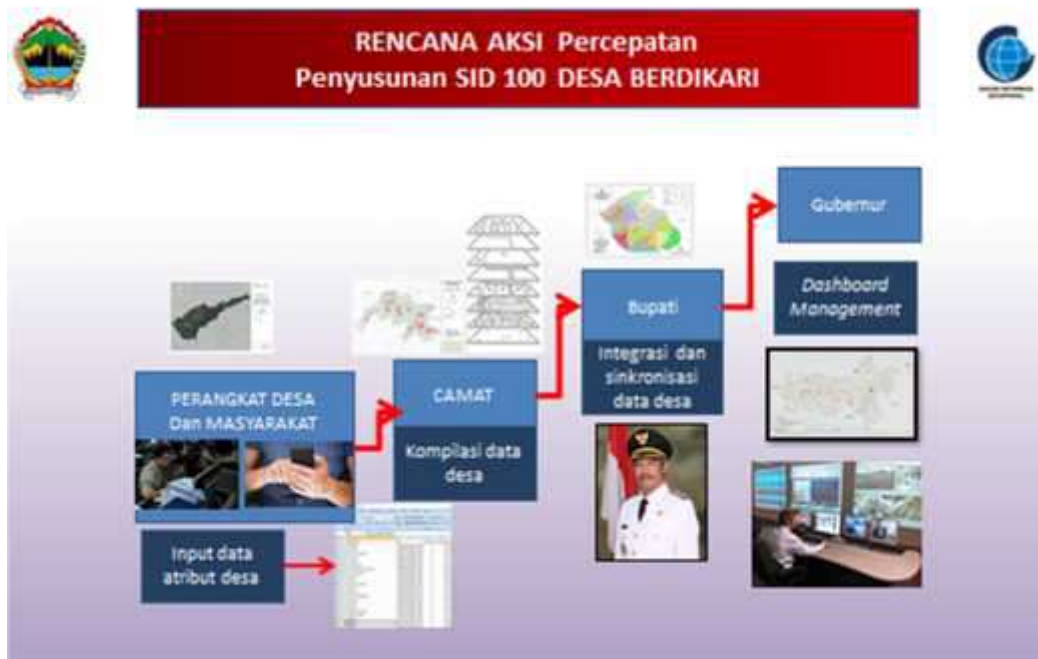 RENCANA AKSI Percepatan
Penyusunan SID 100 DESA BERDIKARI
Gubernur
Dashboard
Management
Bupati
Integrasi dan
sinkronisasi
data desa
CAMAT
Kompilasi data
desa
PERANGKAT DESA
Dan MASYARAKAT
Input data
atribut desa